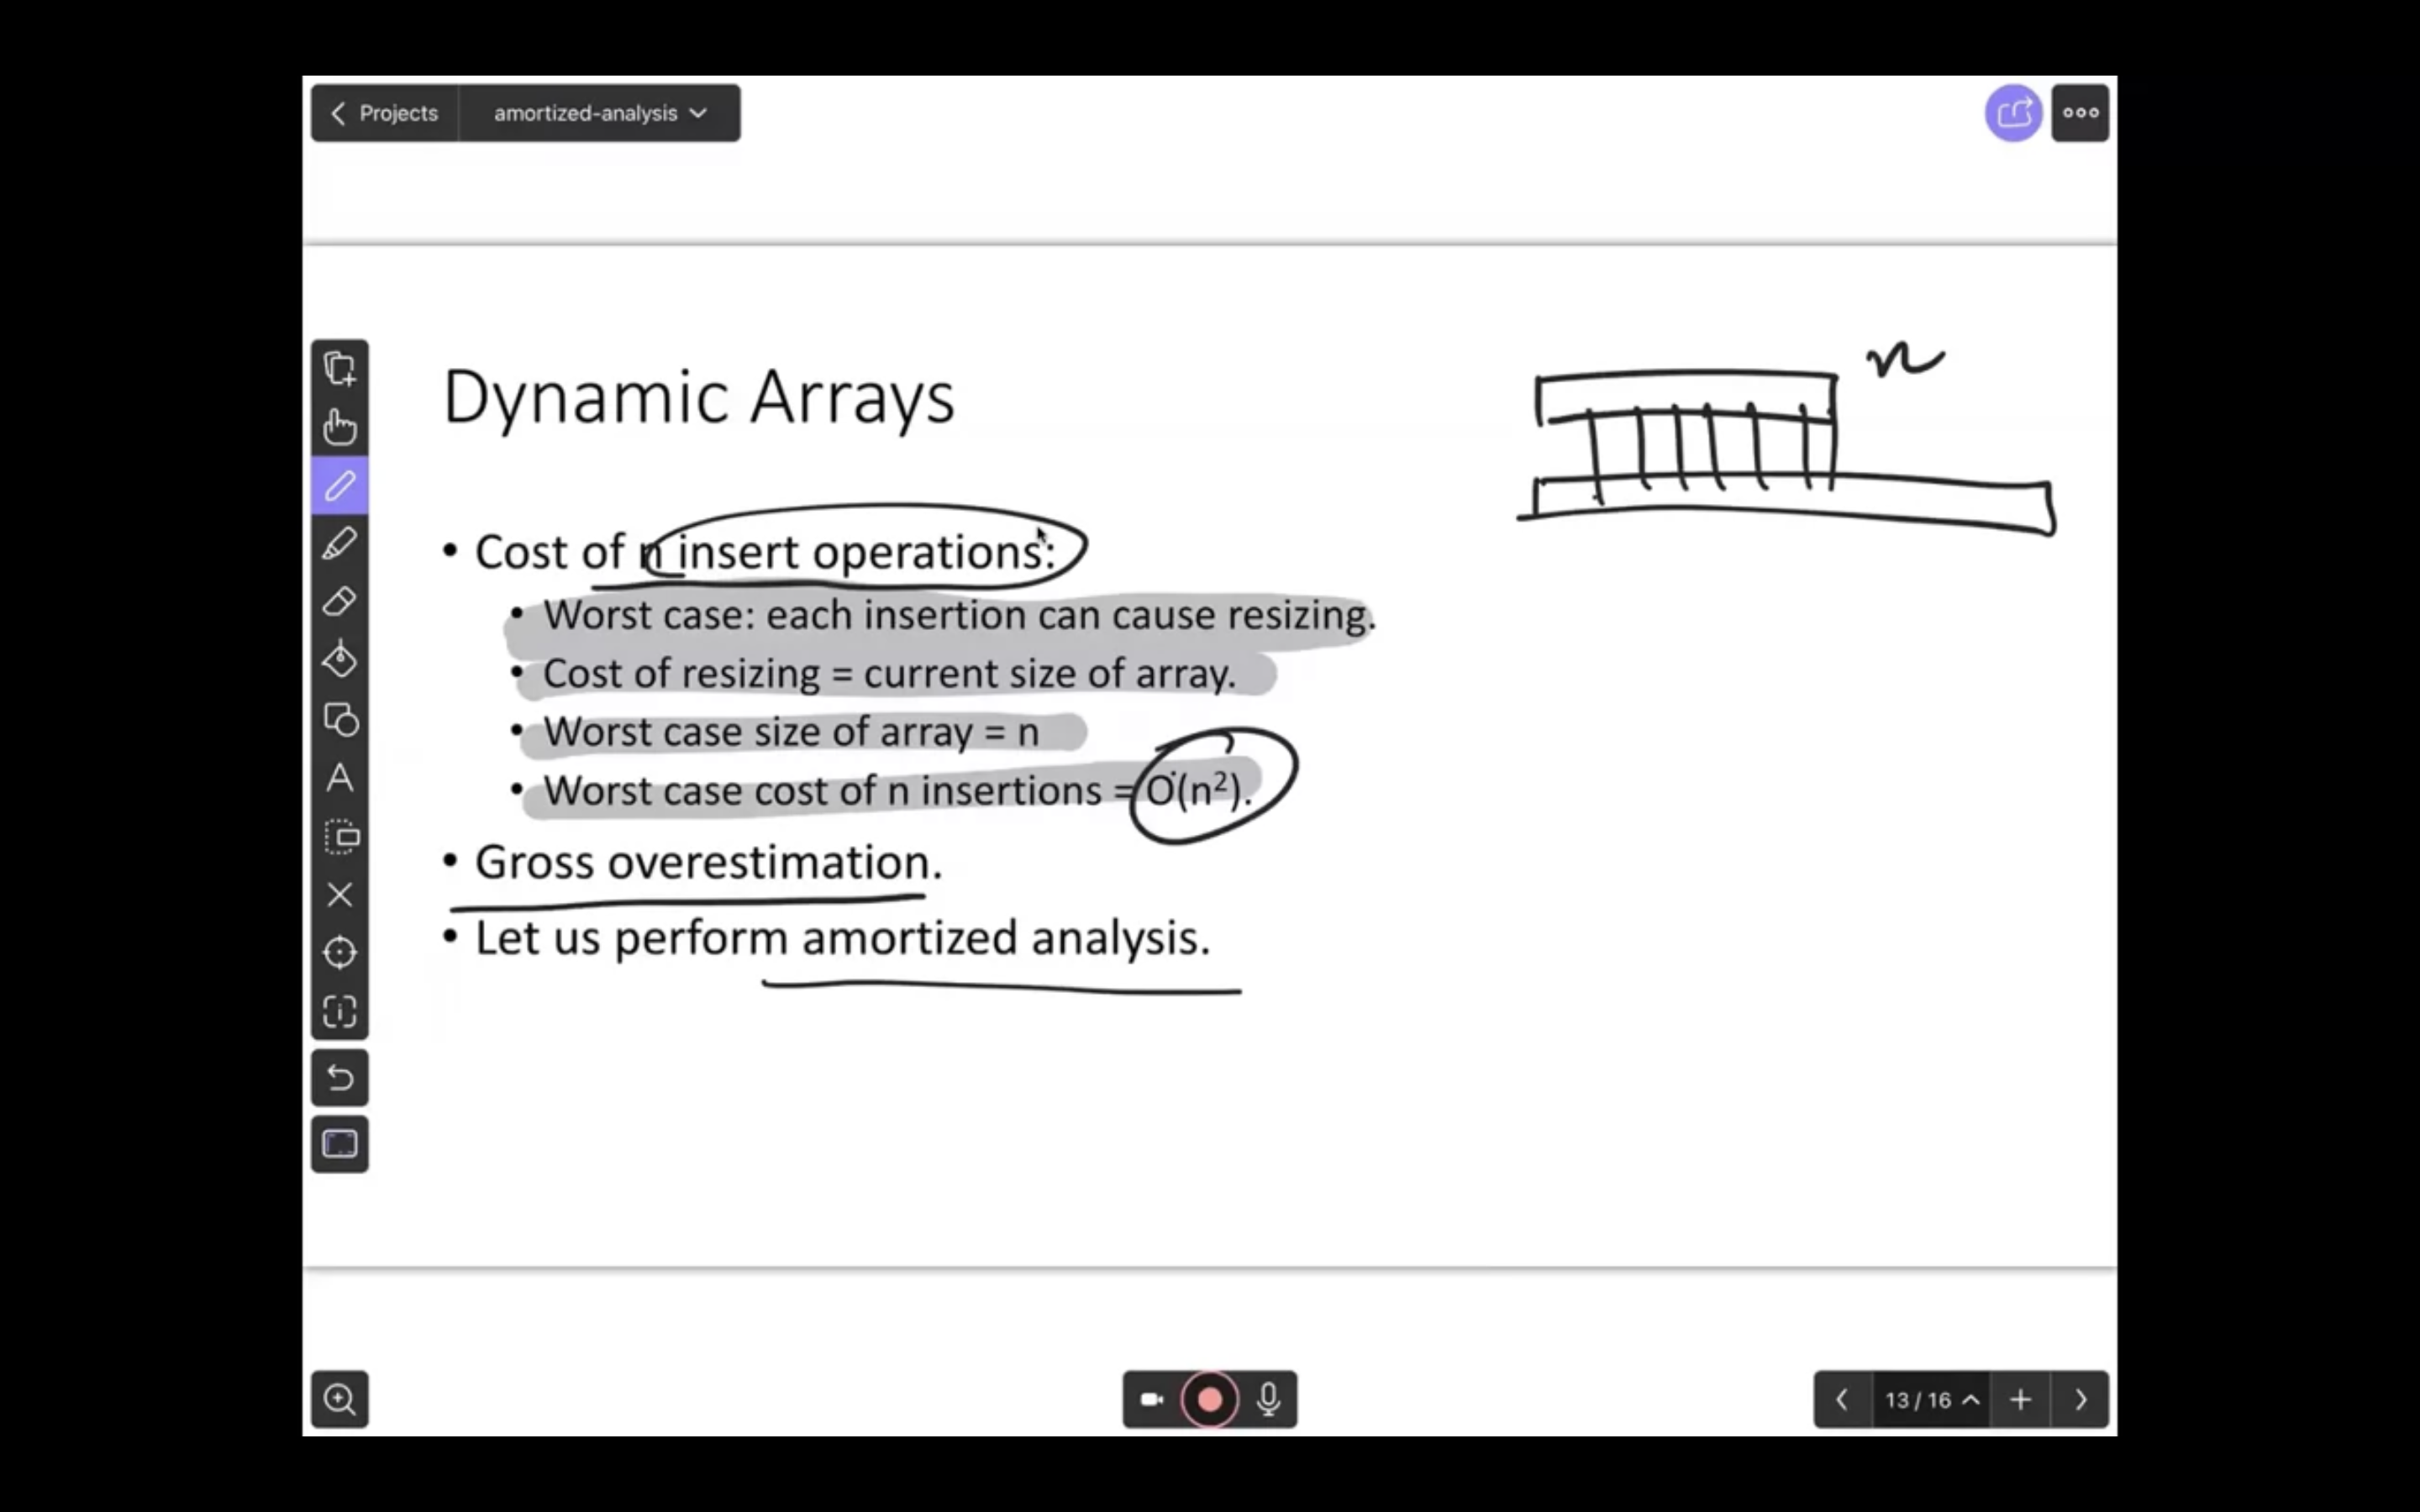 Projects amortized-analysis
Dynamic Arrays
n
• Cost of n insert operations:
• Worst case: each insertion can cause resizing.
• Cost of resizing = current size of array.
• Worst case size of array = n
• Worst case cost of n insertions = O(n²).
• Gross overestimation.
• Let us perform amortized analysis.
13 / 16